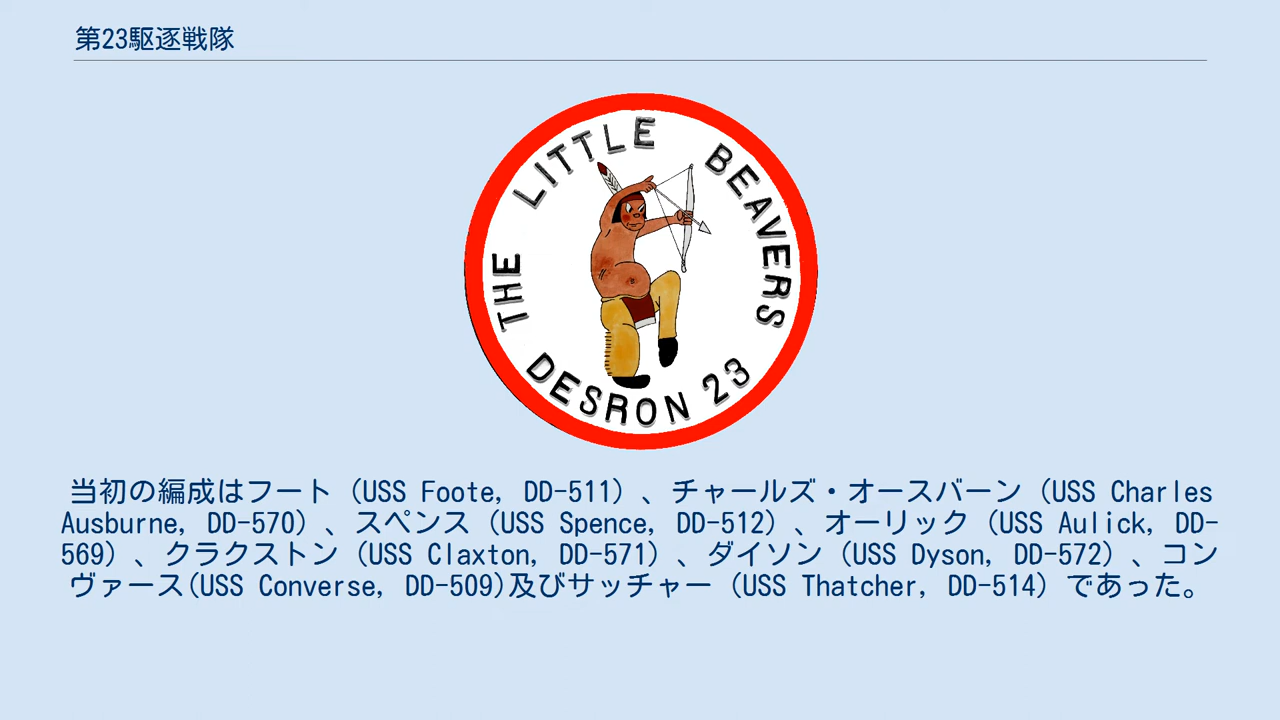 第23駆逐戦隊
THE LITTLE BEAVERS
DESRON 23
当初の編成はフート（USS Foote, DD-511）、チャールズ・オースバーン（USS Charles
Ausburne, DD-570）、スペンス（USS Spence, DD-512）、オーリック（USS Aulick, DD-
569）、クラクストン（USS Claxton, DD-571）、ダイソン（USS Dyson, DD-572）、コン
ヴァース(USS Converse, DD-509)及びサッチャー（USS Thatcher, DD-514）であった。